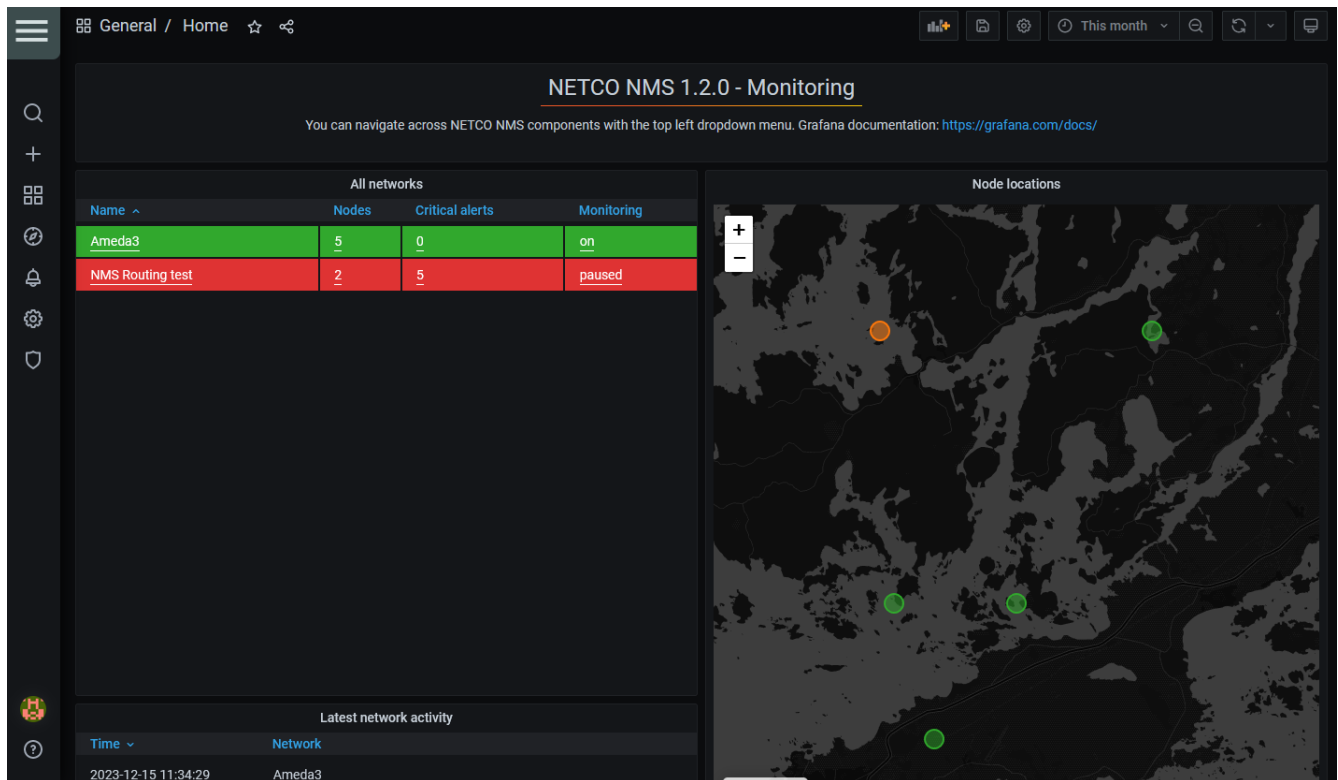 General / Home
This month
NETCO NMS 1.2.0 - Monitoring
You can navigate across NETCO NMS components with the top left dropdown menu. Grafana documentation: https://grafana.com/docs/
All networks
Name Nodes Critical alerts Monitoring
Ameda3 5 0 on
NMS Routing test 2 5 paused
Node locations
+
−
Latest network activity
Time Network
2023-12-15 11:34:29 Ameda3